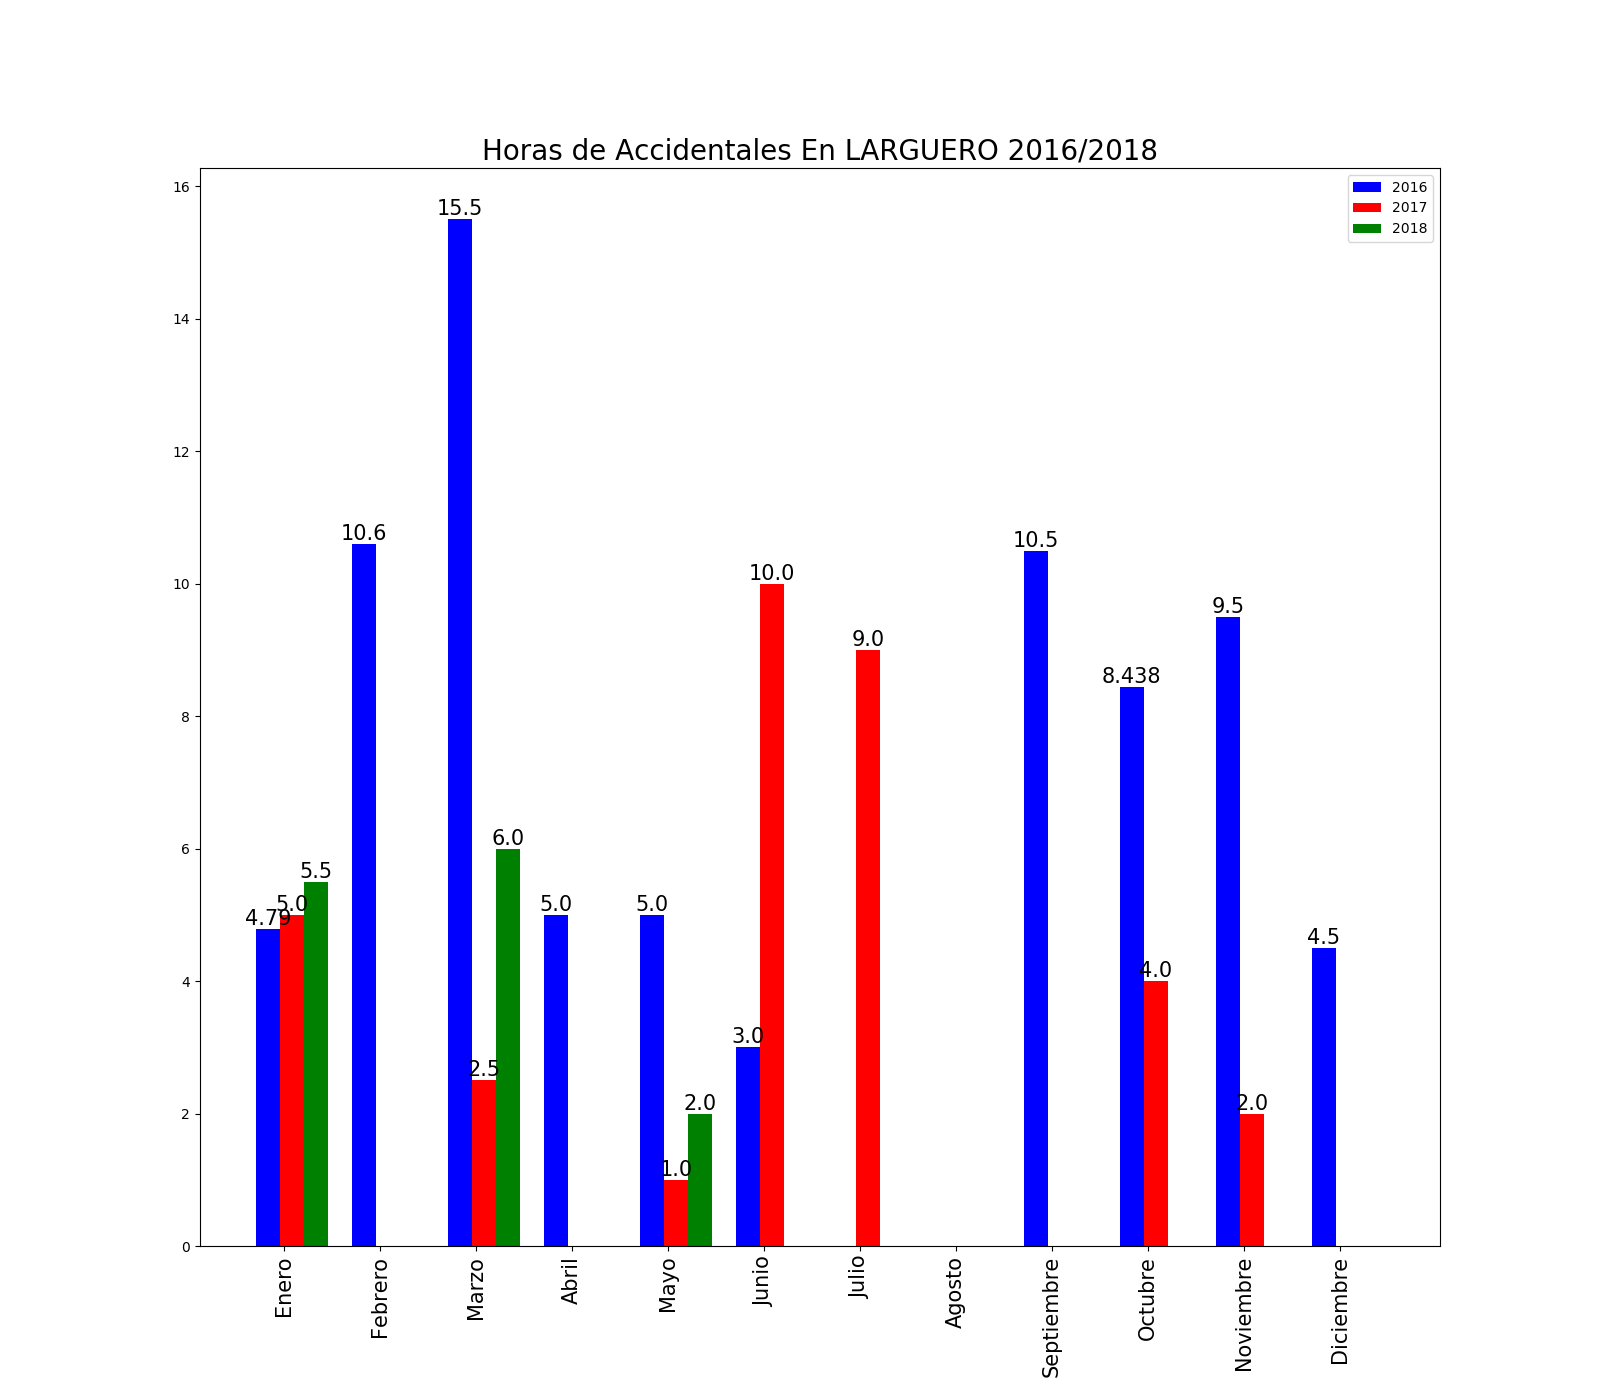 Horas de Accidentales En LARGUERO 2016/2018
2016
2017
2018
16
14
12
10
8
6
4
2
0
4.79
5.0
5.5
10.6
15.5
2.5
6.0
5.0
5.0
1.0
2.0
3.0
10.0
9.0
10.5
8.438
4.0
9.5
2.0
4.5
Enero
Febrero
Marzo
Abril
Mayo
Junio
Julio
Agosto
Septiembre
Octubre
Noviembre
Diciembre